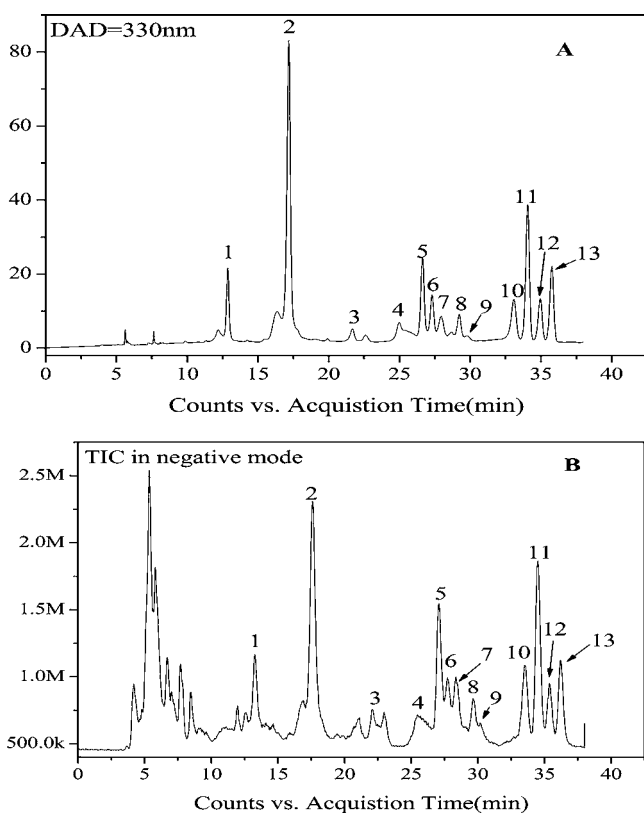 DAD=330nm
A
2
80
60
40
11
20
1
5
12
13
6
7
8
9
10
3
4
0
0 5 10 15 20 25 30 35 40
Counts vs. Acquistion Time(min)
TIC in negative mode
B
2.5M
2
2.0M
11
1.5M
5
12
13
1
6
7
10
1.0M
8
9
3
4
500.0k
0 5 10 15 20 25 30 35 40
Counts vs. Acquistion Time(min)